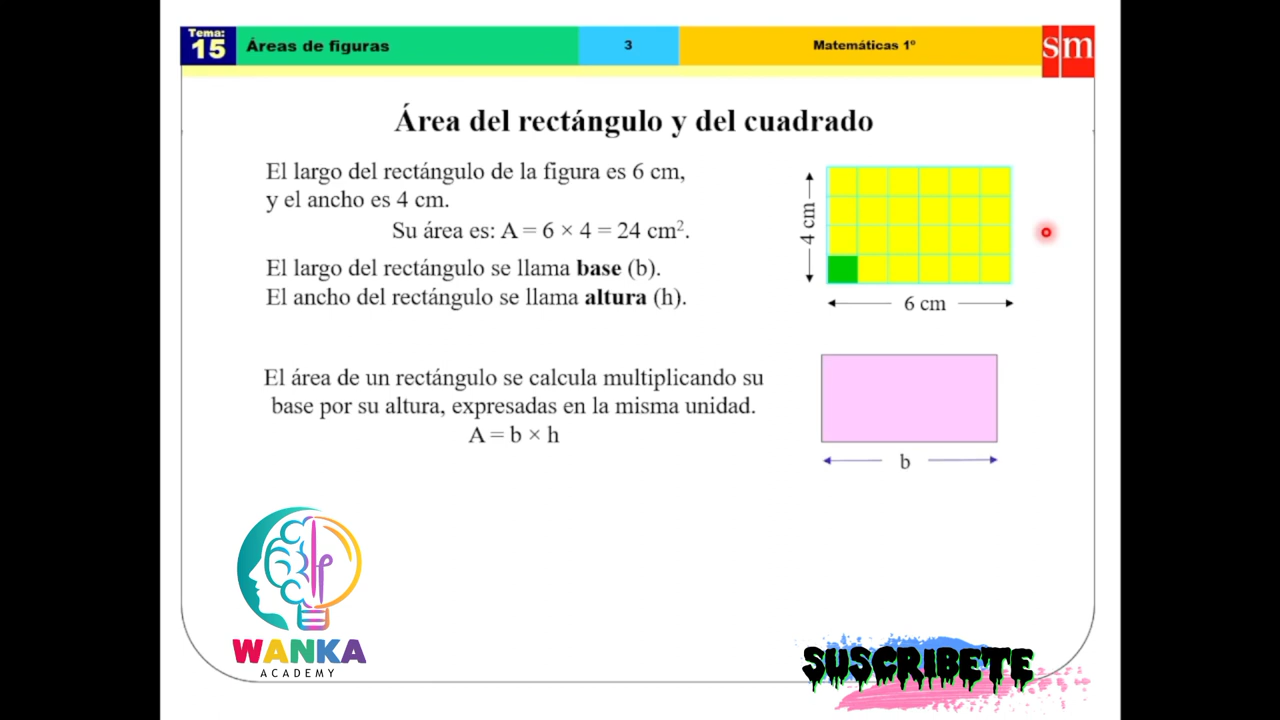 Tema:
15
Áreas de figuras
3
Matemáticas 1º
sm
Área del rectángulo y del cuadrado
El largo del rectángulo de la figura es 6 cm,
y el ancho es 4 cm.
Su área es: A = 6 × 4 = 24 cm².
El largo del rectángulo se llama base (b).
El ancho del rectángulo se llama altura (h).
4 cm
6 cm
El área de un rectángulo se calcula multiplicando su
base por su altura, expresadas en la misma unidad.
A = b × h
b
WANKA
ACADEMY
SUSCRIBETE